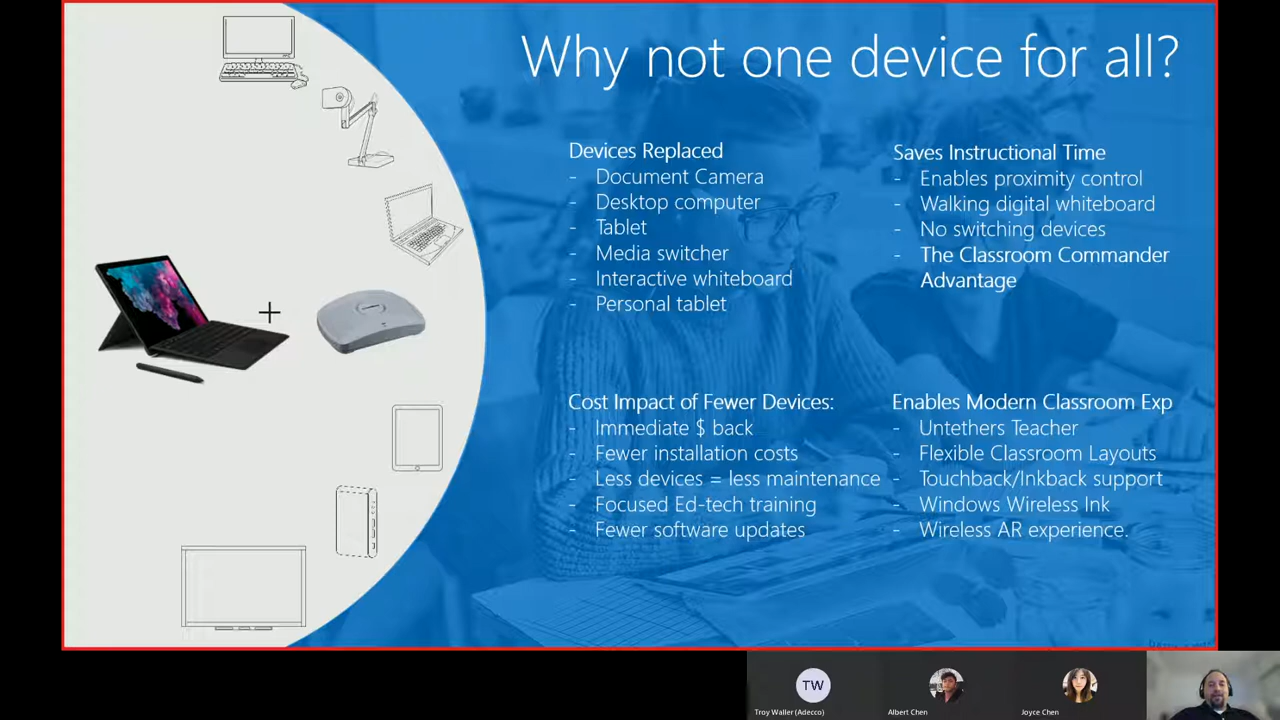 Why not one device for all?
Devices Replaced
- Document Camera
- Desktop computer
- Tablet
- Media switcher
- Interactive whiteboard
- Personal tablet
Saves Instructional Time
- Enables proximity control
- Walking digital whiteboard
- No switching devices
- The Classroom Commander
Advantage
Cost Impact of Fewer Devices:
- Immediate $ back
- Fewer installation costs
- Less devices = less maintenance
- Focused Ed-tech training
- Fewer software updates
Enables Modern Classroom Exp
- Untethers Teacher
- Flexible Classroom Layouts
- Touchback/Inkback support
- Windows Wireless Ink
- Wireless AR experience.
TW
Troy Waller (Adecco)
Albert Chen
Joyce Chen